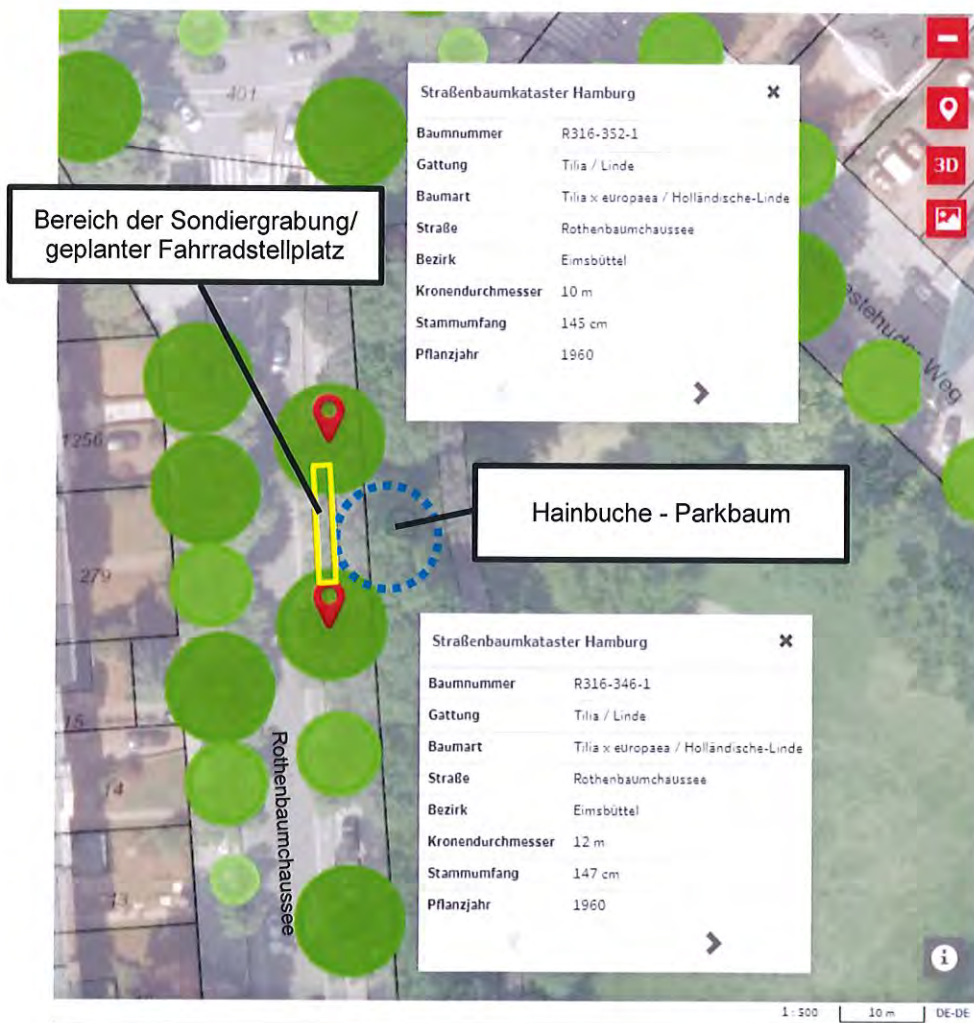 401
Straßenbaumkataster Hamburg
Baumnummer R316-352-1
Gattung Tilia / Linde
Baumart Tilia x europaea / Holländische-Linde
Straße Rothenbaumchaussee
Bezirk Eimsbüttel
Kronendurchmesser 10 m
Stammumfang 145 cm
Pflanzjahr 1960
3D
Bereich der Sondiergrabung/
geplanter Fahrradstellplatz
estehuder Weg
1256
Hainbuche - Parkbaum
279
Straßenbaumkataster Hamburg
Baumnummer R316-346-1
Gattung Tilia / Linde
Baumart Tilia x europaea / Holländische-Linde
Straße Rothenbaumchaussee
Bezirk Eimsbüttel
Kronendurchmesser 12 m
Stammumfang 147 cm
Pflanzjahr 1960
15
14
13
Rothenbaumchaussee
1 : 500 10 m DE-DE